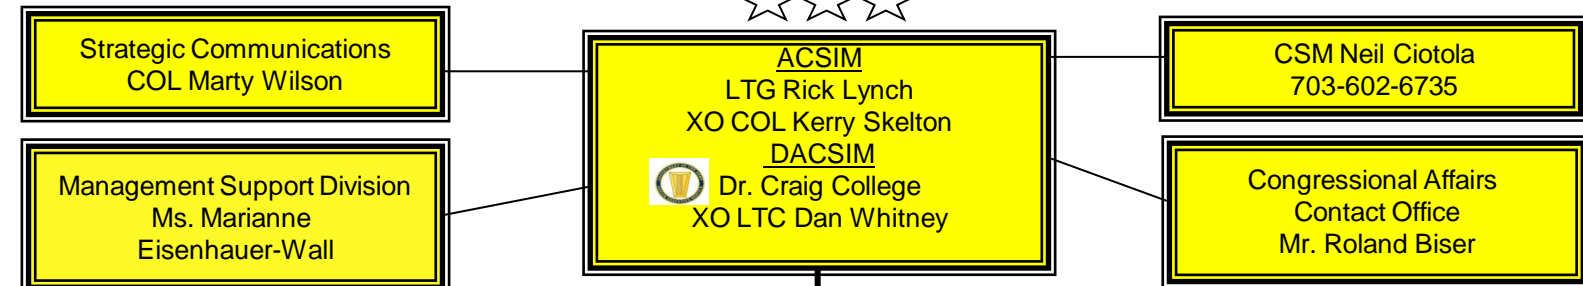 Strategic Communications
COL Marty Wilson
Management Support Division
Ms. Marianne
Eisenhauer-Wall
ACSIM
LTG Rick Lynch
XO COL Kerry Skelton
DACSIM
Dr. Craig College
XO LTC Dan Whitney
CSM Neil Ciotola
703-602-6735
Congressional Affairs
Contact Office
Mr. Roland Biser